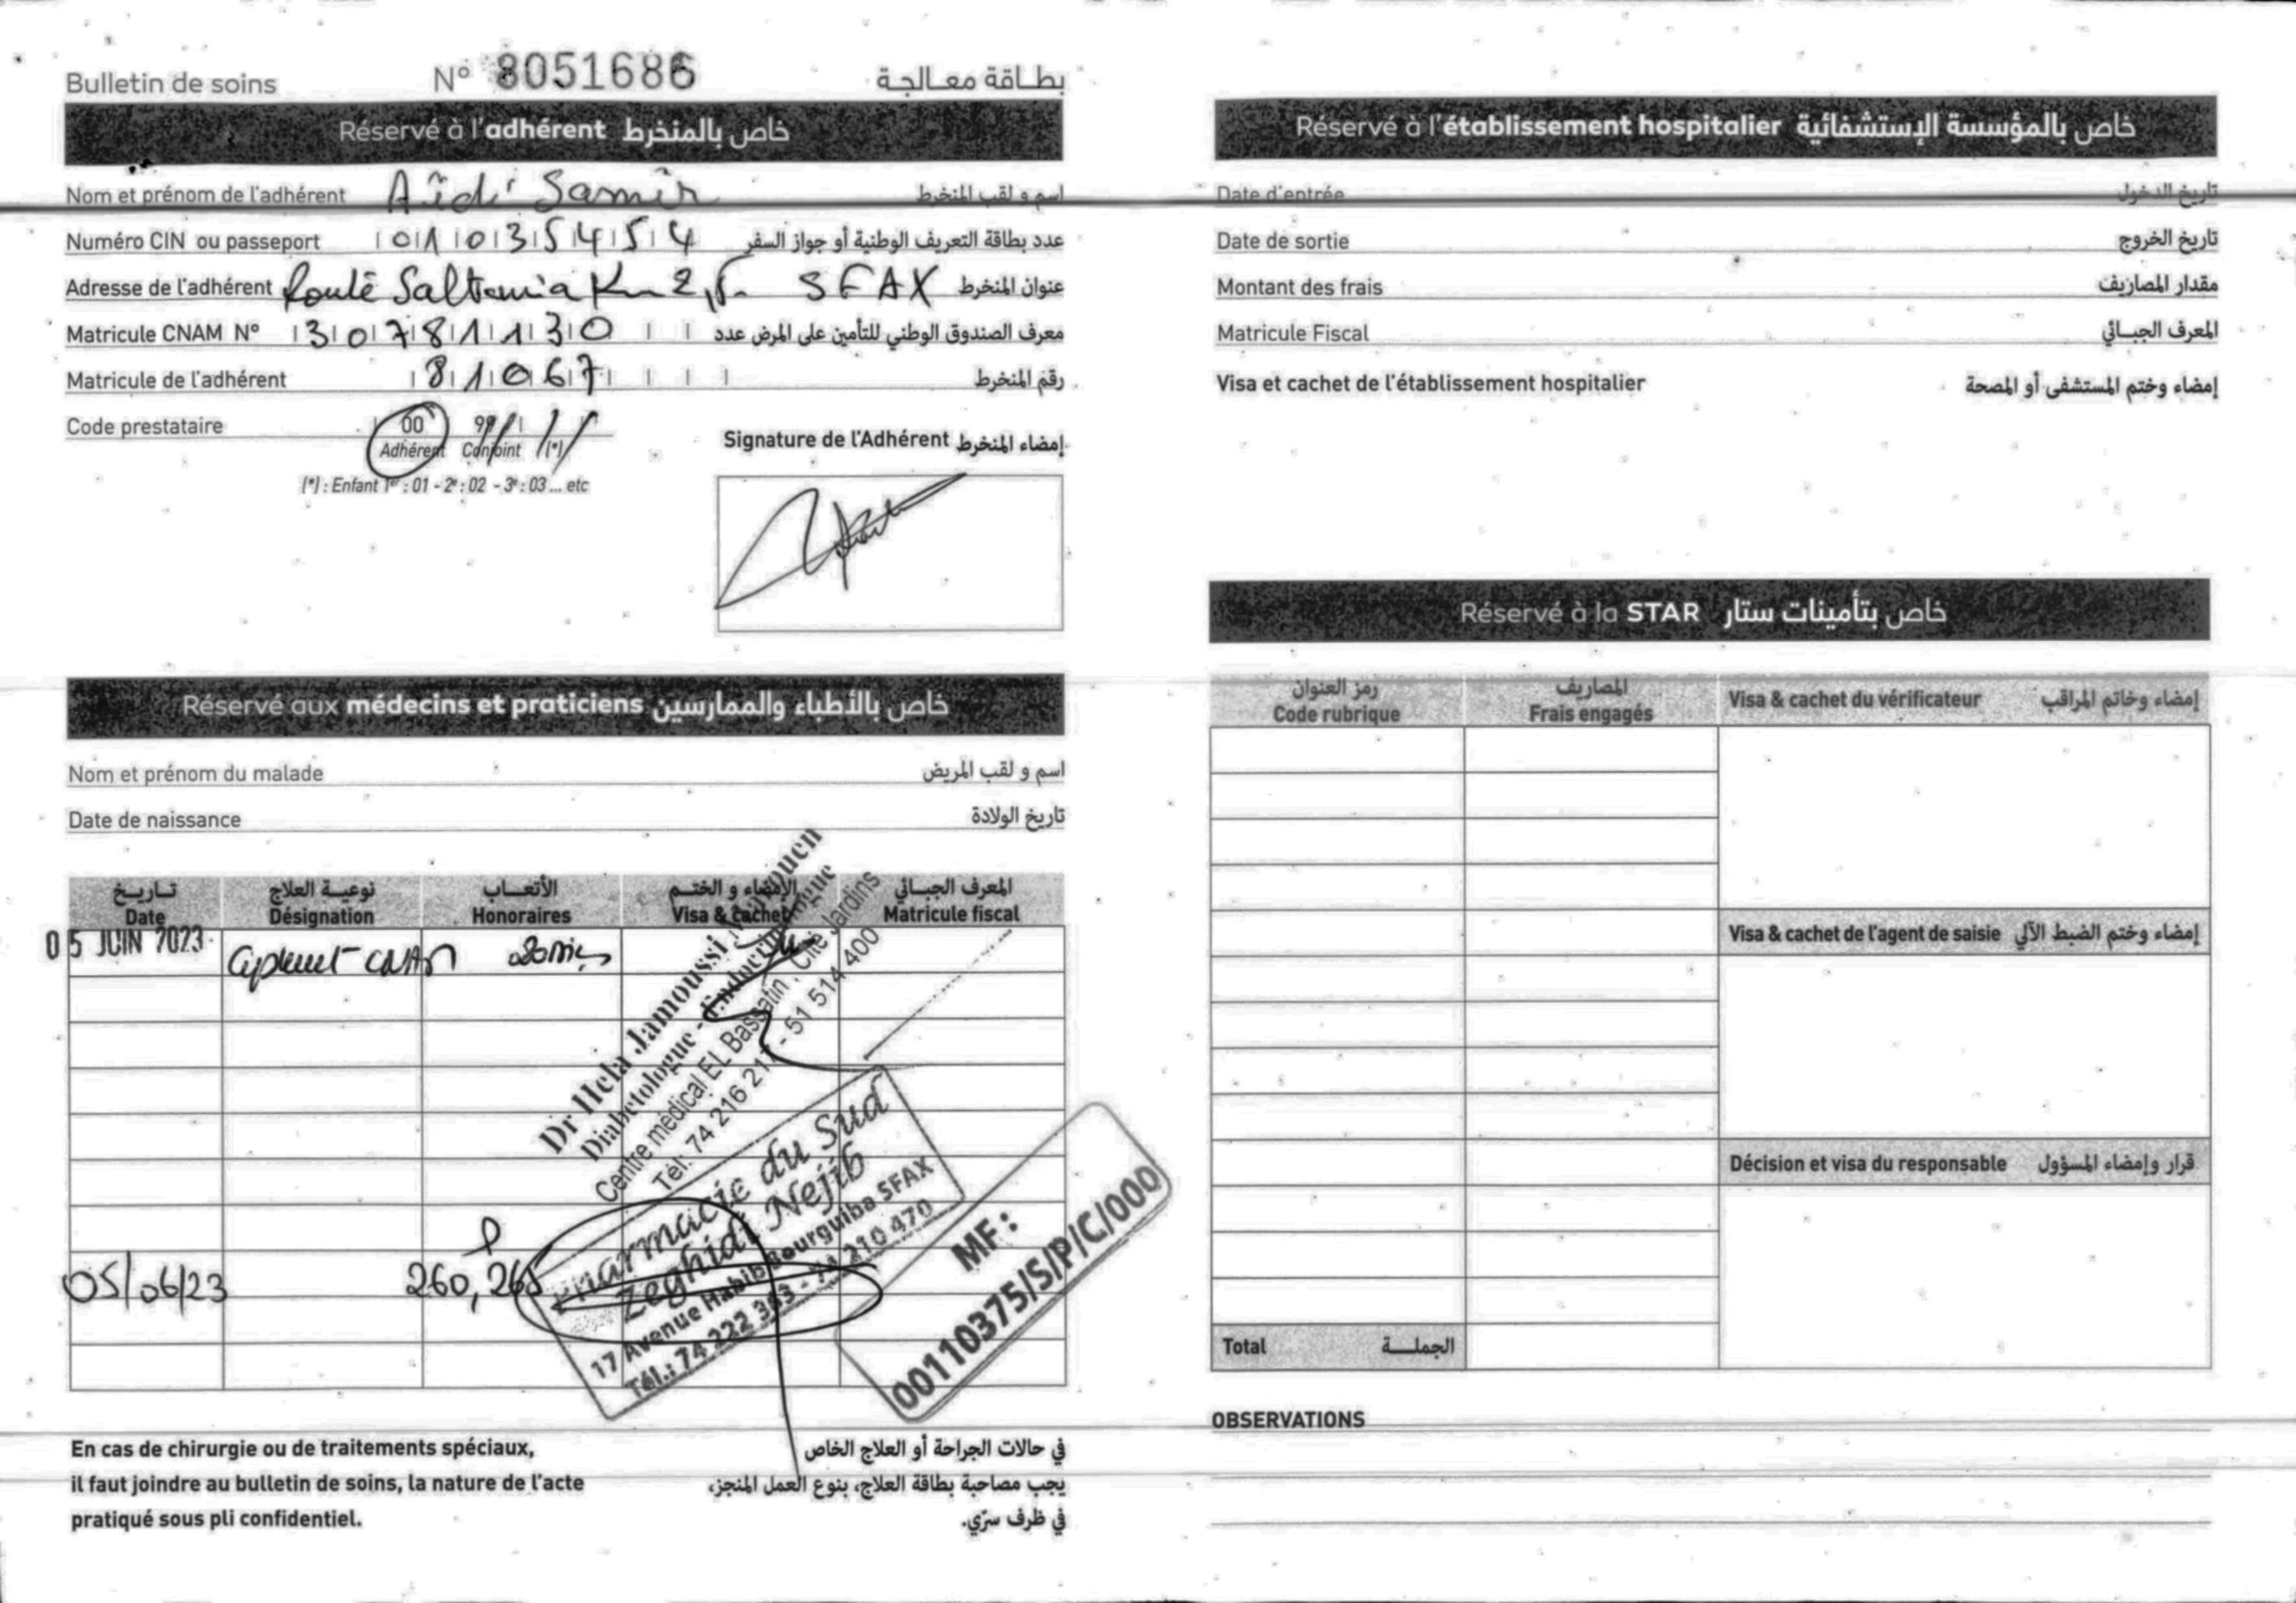 Bulletin de soins N° 8051686 بطاقة معالجة
Réservé à l'adhérent خاص بالمنخرط
Nom et prénom de l'adhérent Aïdi Samir اسم و لقب المنخرط
Numéro CIN ou passeport 01035454 عدد بطاقة التعريف الوطنية أو جواز السفر
Adresse de l'adhérent Route Saltania Km 2,5 SFAX عنوان المنخرط
Matricule CNAM N° 307811130 معرف الصندوق الوطني للتأمين على المرض عدد
Matricule de l'adhérent 81067 رقم المنخرط
Code prestataire 00 99
Adhérent Conjoint (*)
(*) : Enfant 1er : 01 - 2e : 02 - 3e : 03 ... etc
Signature de l'Adhérent إمضاء المنخرط
Réservé aux médecins et praticiens خاص بالأطباء والممارسين
Nom et prénom du malade اسم و لقب المريض
Date de naissance تاريخ الولادة
تاريخ نوعية العلاج الأتعاب الإمضاء و الختم المعرف الجبائي
Date Désignation Honoraires Visa & cachet Matricule fiscal
05 JUIN 2023 CNAM
Dr Hela Jamoussi
Diabetologue - Endocrinologue
Centre médical EL Bassatin, Cité Jardins
Tél: 74 216 217 - 51 514 400
05/06/23 260,265
Pharmacie du Sud
Zeghidi Nejib
17 Avenue Habib Bourguiba SFAX
Tél.: 74 222 363 - 74 210 470
MF :
00110375/S/P/C/000
En cas de chirurgie ou de traitements spéciaux,
il faut joindre au bulletin de soins, la nature de l'acte
pratiqué sous pli confidentiel.
في حالات الجراحة أو العلاج الخاص
يجب مصاحبة بطاقة العلاج، بنوع العمل المنجز،
في ظرف سرّي.
Réservé à l'établissement hospitalier خاص بالمؤسسة الإستشفائية
Date d'entrée تاريخ الدخول
Date de sortie تاريخ الخروج
Montant des frais مقدار المصاريف
Matricule Fiscal المعرف الجبائي
Visa et cachet de l'établissement hospitalier إمضاء وختم المستشفى أو المصحة
Réservé à la STAR خاص بتأمينات ستار
رمز العنوان المصاريف
Code rubrique Frais engagés Visa & cachet du vérificateur إمضاء وخاتم المراقب
Visa & cachet de l'agent de saisie إمضاء وختم الضبط الآلي
Décision et visa du responsable قرار وإمضاء المسؤول
Total الجملة
OBSERVATIONS